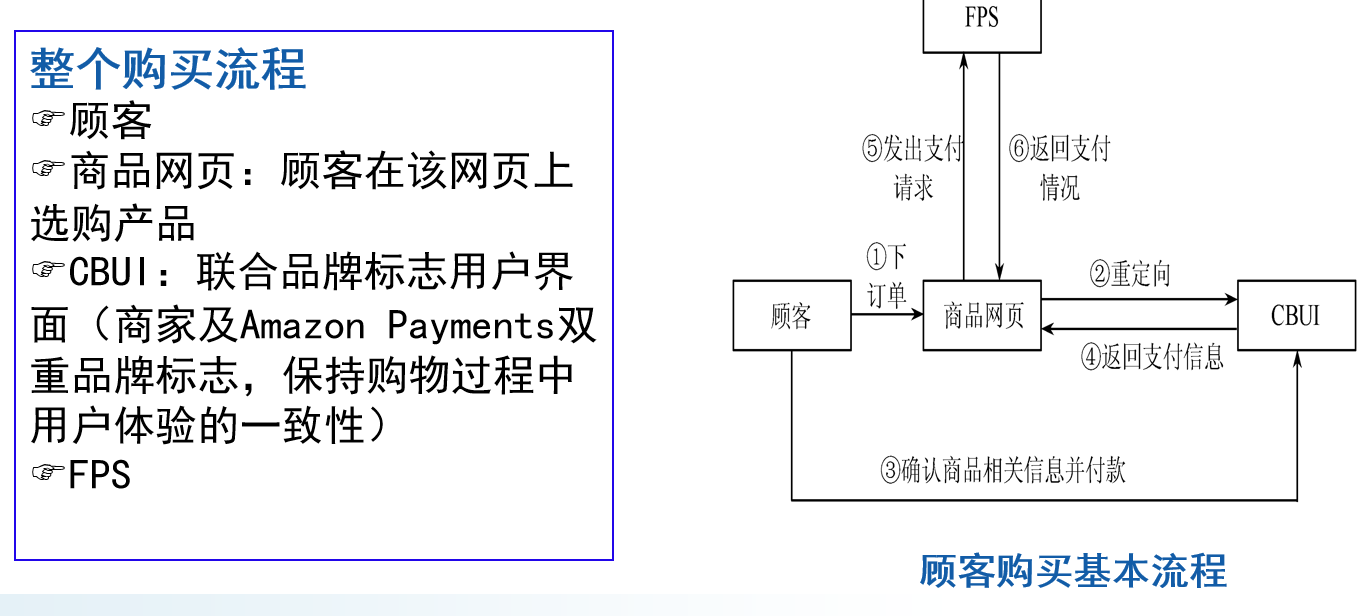 整个购买流程
☞顾客
☞商品网页：顾客在该网页上
选购产品
☞CBUI：联合品牌标志用户界
面（商家及Amazon Payments双
重品牌标志，保持购物过程中
用户体验的一致性）
☞FPS
FPS
⑤发出支付
请求
⑥返回支付
情况
①下
订单
②重定向
顾客
商品网页
CBUI
④返回支付信息
③确认商品相关信息并付款
顾客购买基本流程